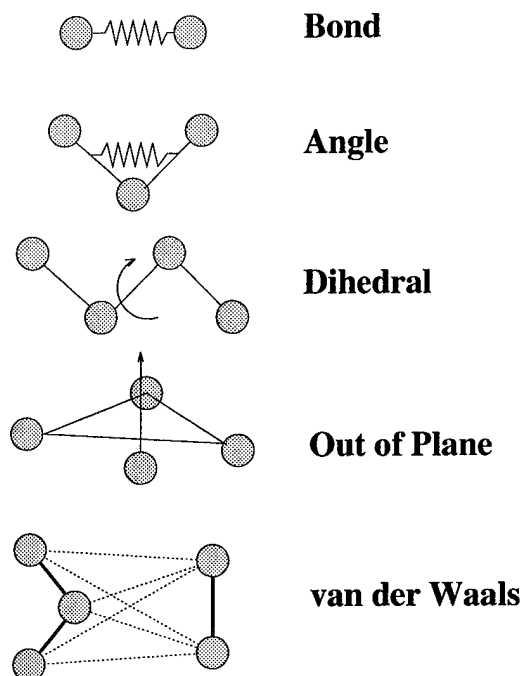 Bond
Angle
Dihedral
Out of Plane
van der Waals